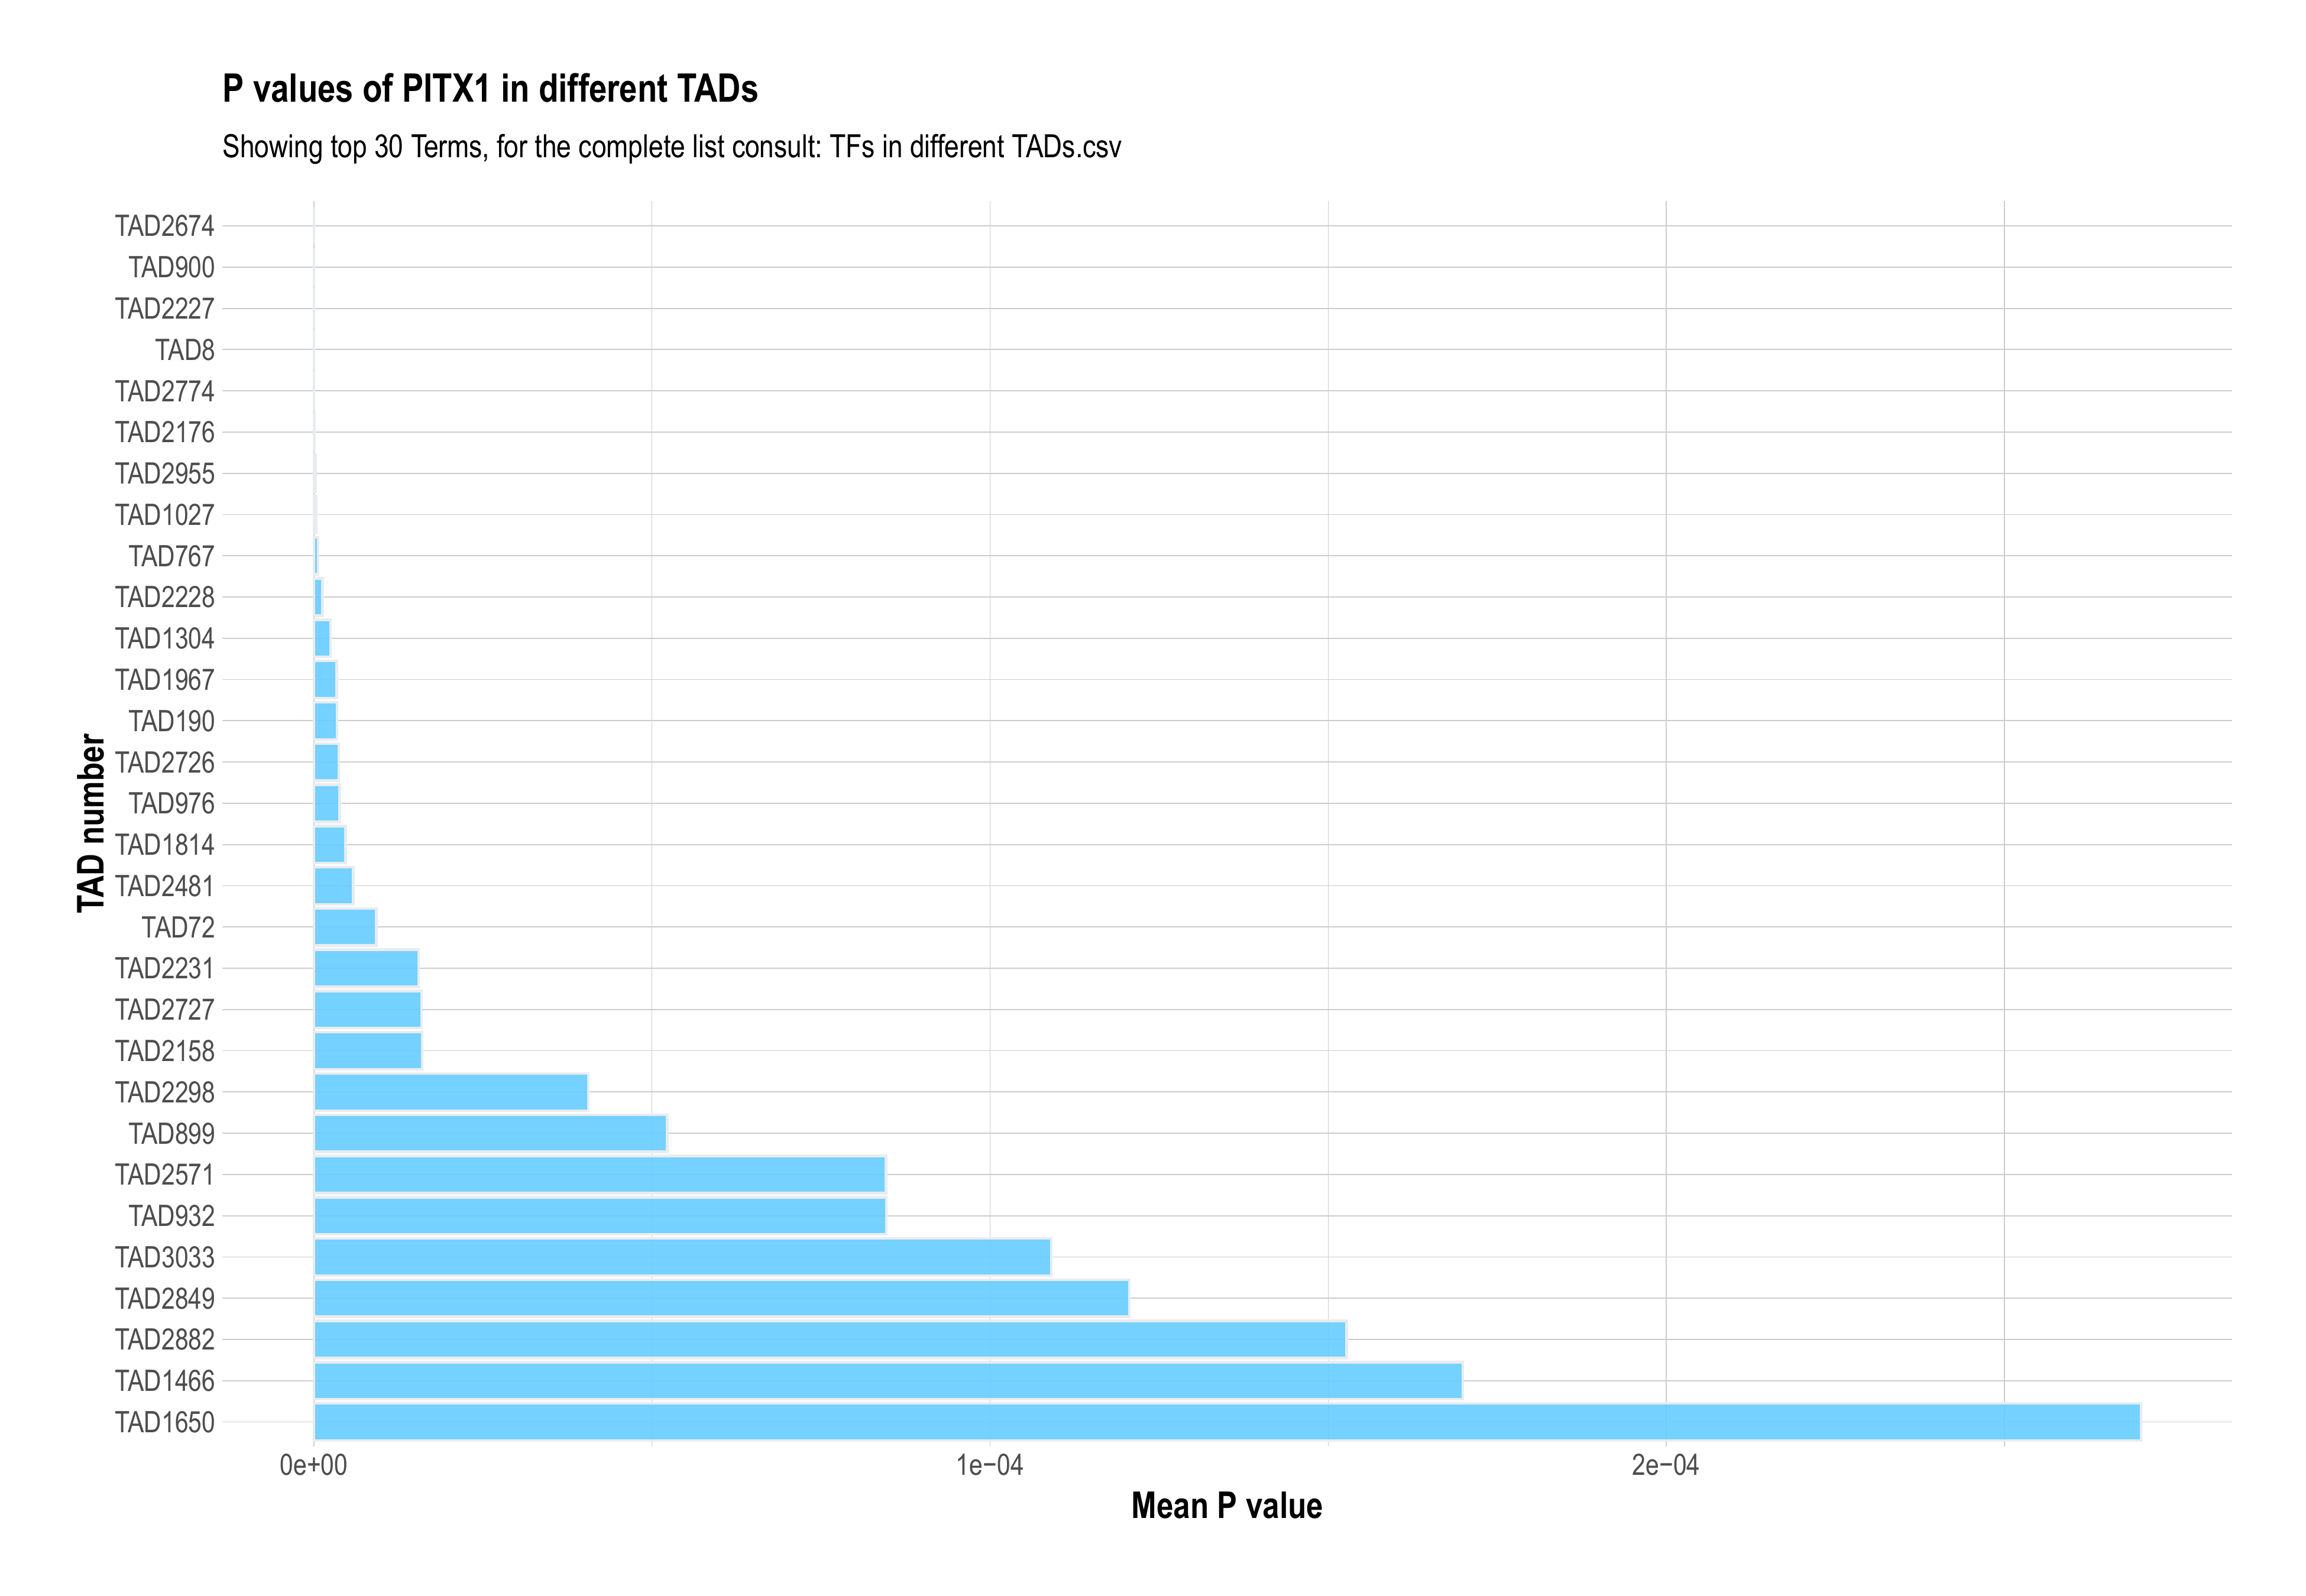 P values of PITX1 in different TADs
Showing top 30 Terms, for the complete list consult: TFs in different TADs.csv
TAD number
TAD2674
TAD900
TAD2227
TAD8
TAD2774
TAD2176
TAD2955
TAD1027
TAD767
TAD2228
TAD1304
TAD1967
TAD190
TAD2726
TAD976
TAD1814
TAD2481
TAD72
TAD2231
TAD2727
TAD2158
TAD2298
TAD899
TAD2571
TAD932
TAD3033
TAD2849
TAD2882
TAD1466
TAD1650
0e+00 1e−04 2e−04
Mean P value